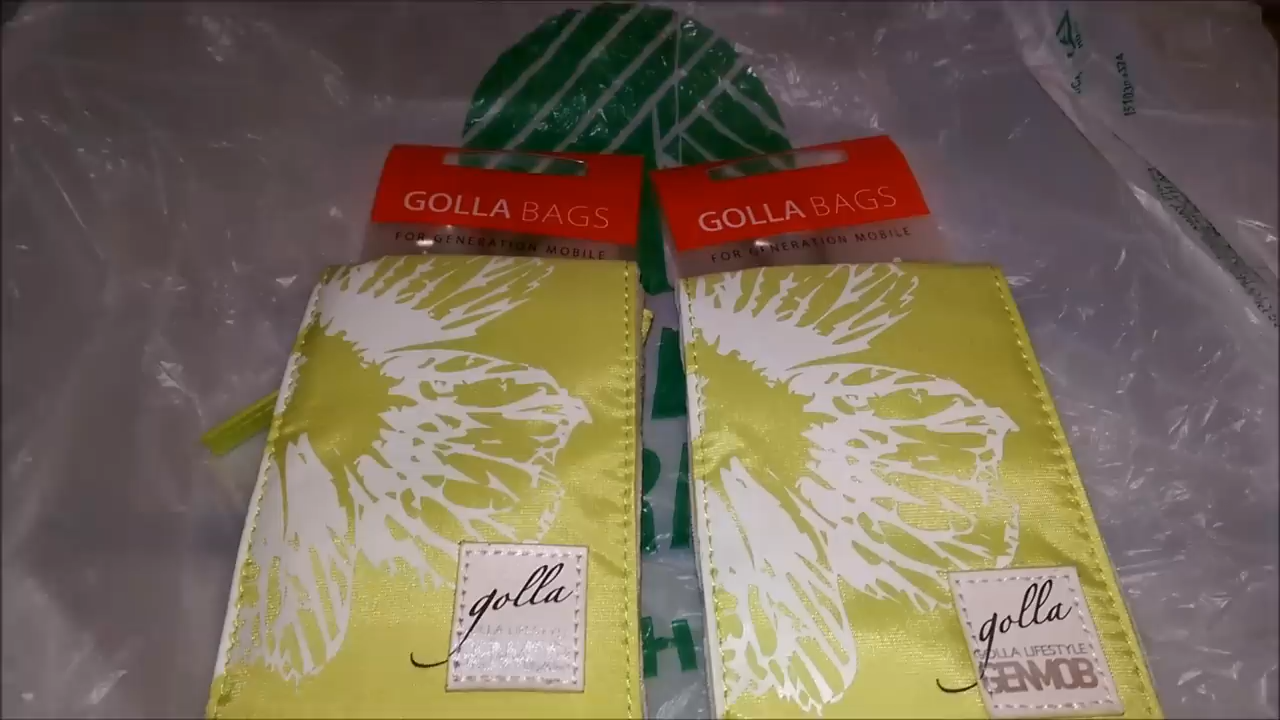 GOLLA BAGS
FOR GENERATION MOBILE
GOLLA BAGS
FOR GENERATION MOBILE
golla
golla
GOLLA LIFESTYLE
GENMOB